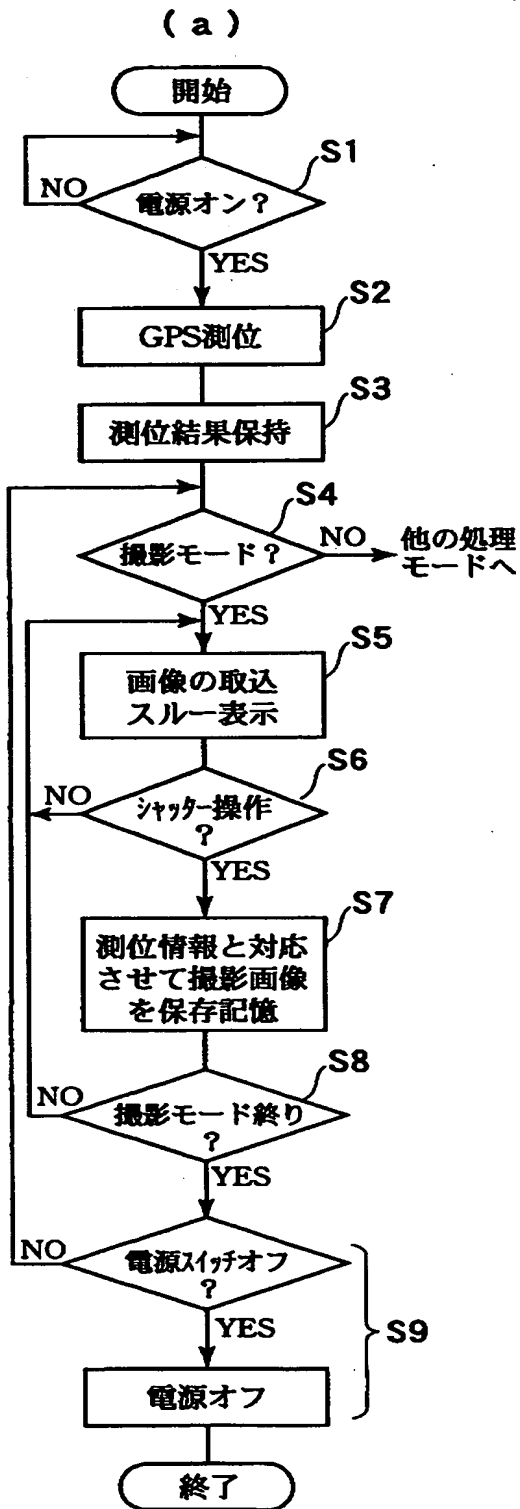 (a)
開始
S1
NO
電源オン？
YES
S2
GPS測位
S3
測位結果保持
S4
撮影モード？
NO
他の処理
モードへ
YES
S5
画像の取込
スルー表示
S6
NO
シャッター操作
？
YES
S7
測位情報と対応
させて撮影画像
を保存記憶
S8
NO
撮影モード終り
？
YES
NO
電源スイッチオフ
？
YES
S9
電源オフ
終了